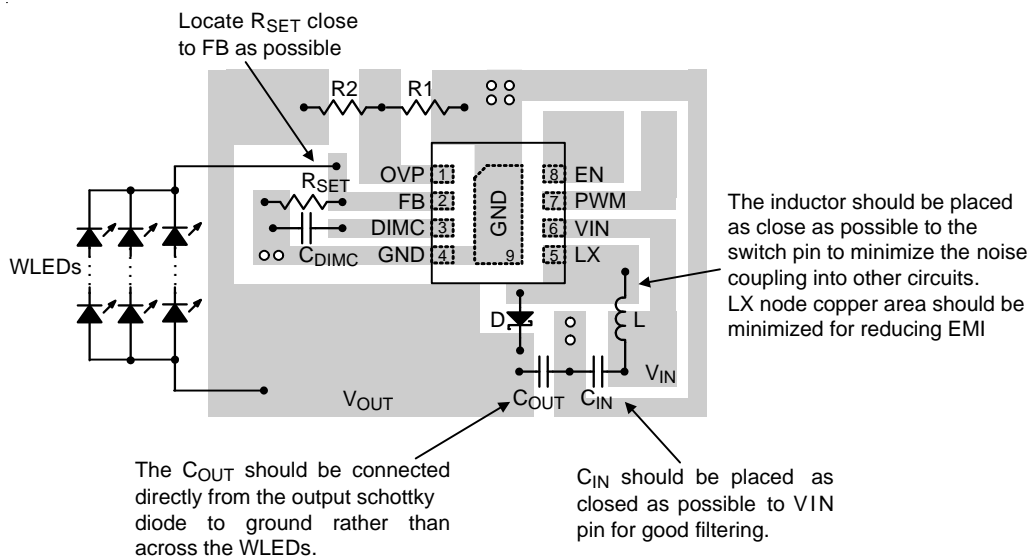 Locate RSET close
to FB as possible
R2
R1
OVP 1
FB 2
DIMC 3
GND 4
8 EN
7 PWM
6 VIN
5 LX
GND
9
RSET
CDIMC
WLEDs
D
L
VIN
VOUT
COUT
CIN
The inductor should be placed
as close as possible to the
switch pin to minimize the noise
coupling into other circuits.
LX node copper area should be
minimized for reducing EMI
The COUT should be connected
directly from the output schottky
diode to ground rather than
across the WLEDs.
CIN should be placed as
closed as possible to VIN
pin for good filtering.